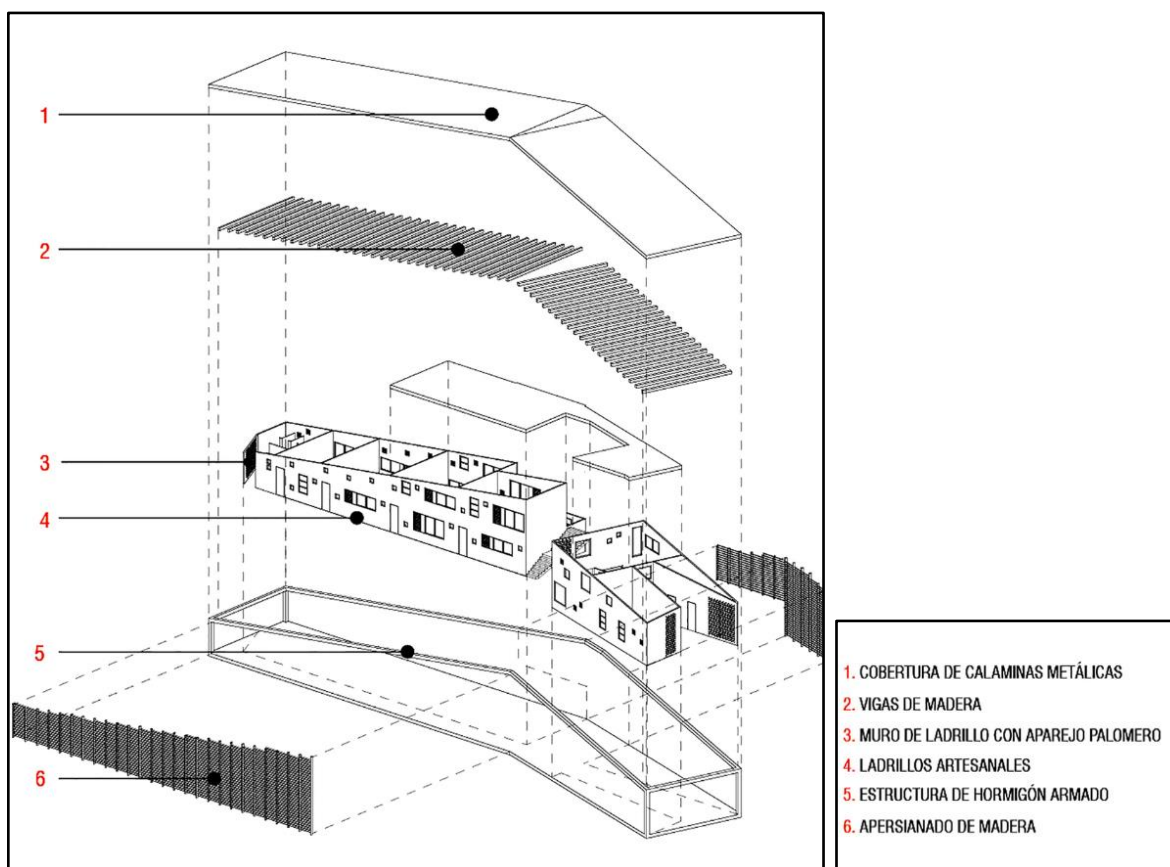 1
2
3
4
5
6
1. COBERTURA DE CALAMINAS METÁLICAS
2. VIGAS DE MADERA
3. MURO DE LADRILLO CON APAREJO PALOMERO
4. LADRILLOS ARTESANALES
5. ESTRUCTURA DE HORMIGÓN ARMADO
6. APERSIANADO DE MADERA